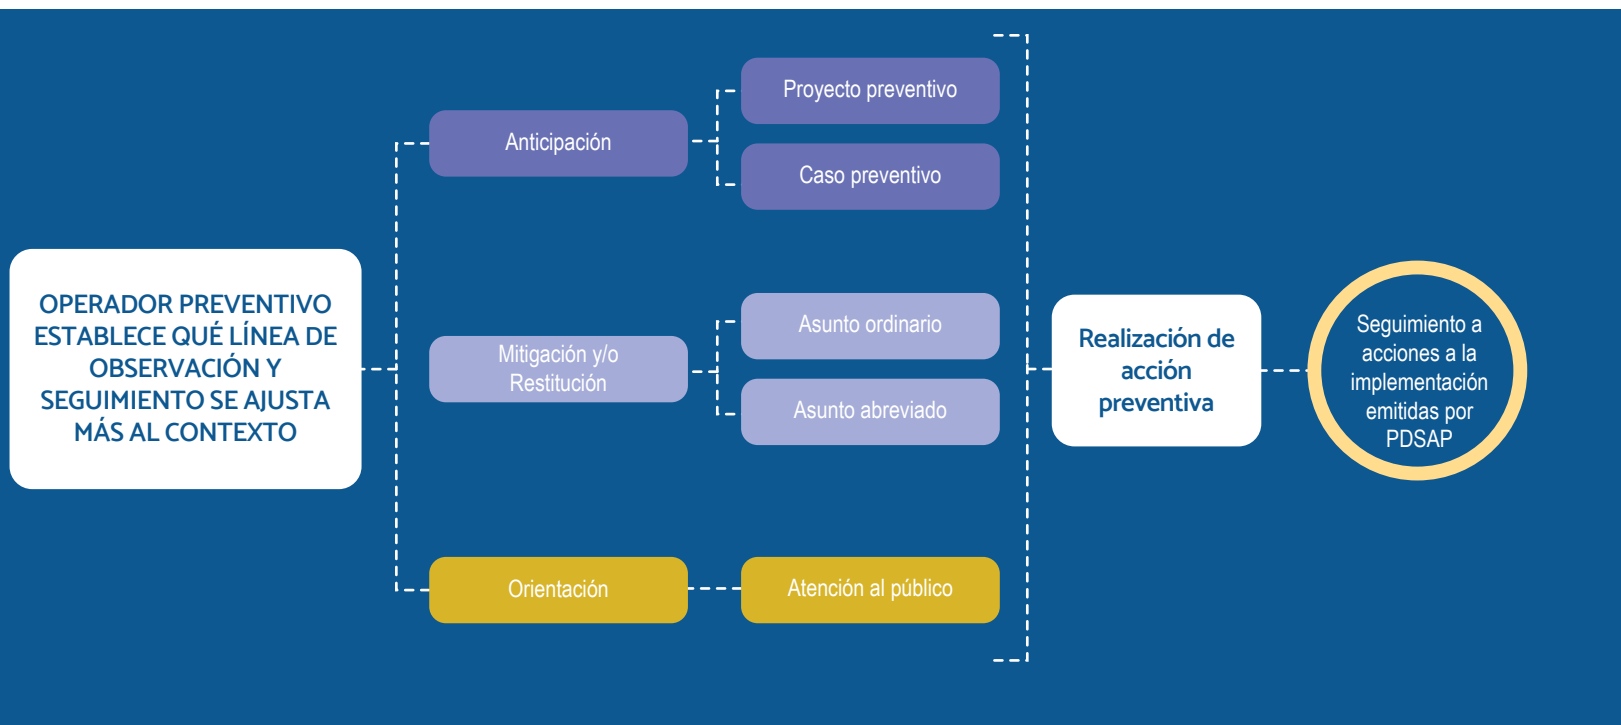 OPERADOR PREVENTIVO
ESTABLECE QUÉ LÍNEA DE
OBSERVACIÓN Y
SEGUIMIENTO SE AJUSTA
MÁS AL CONTEXTO
Anticipación
Proyecto preventivo
Caso preventivo
Mitigación y/o
Restitución
Asunto ordinario
Asunto abreviado
Orientación
Atención al público
Realización de
acción
preventiva
Seguimiento a
acciones a la
implementación
emitidas por
PDSAP